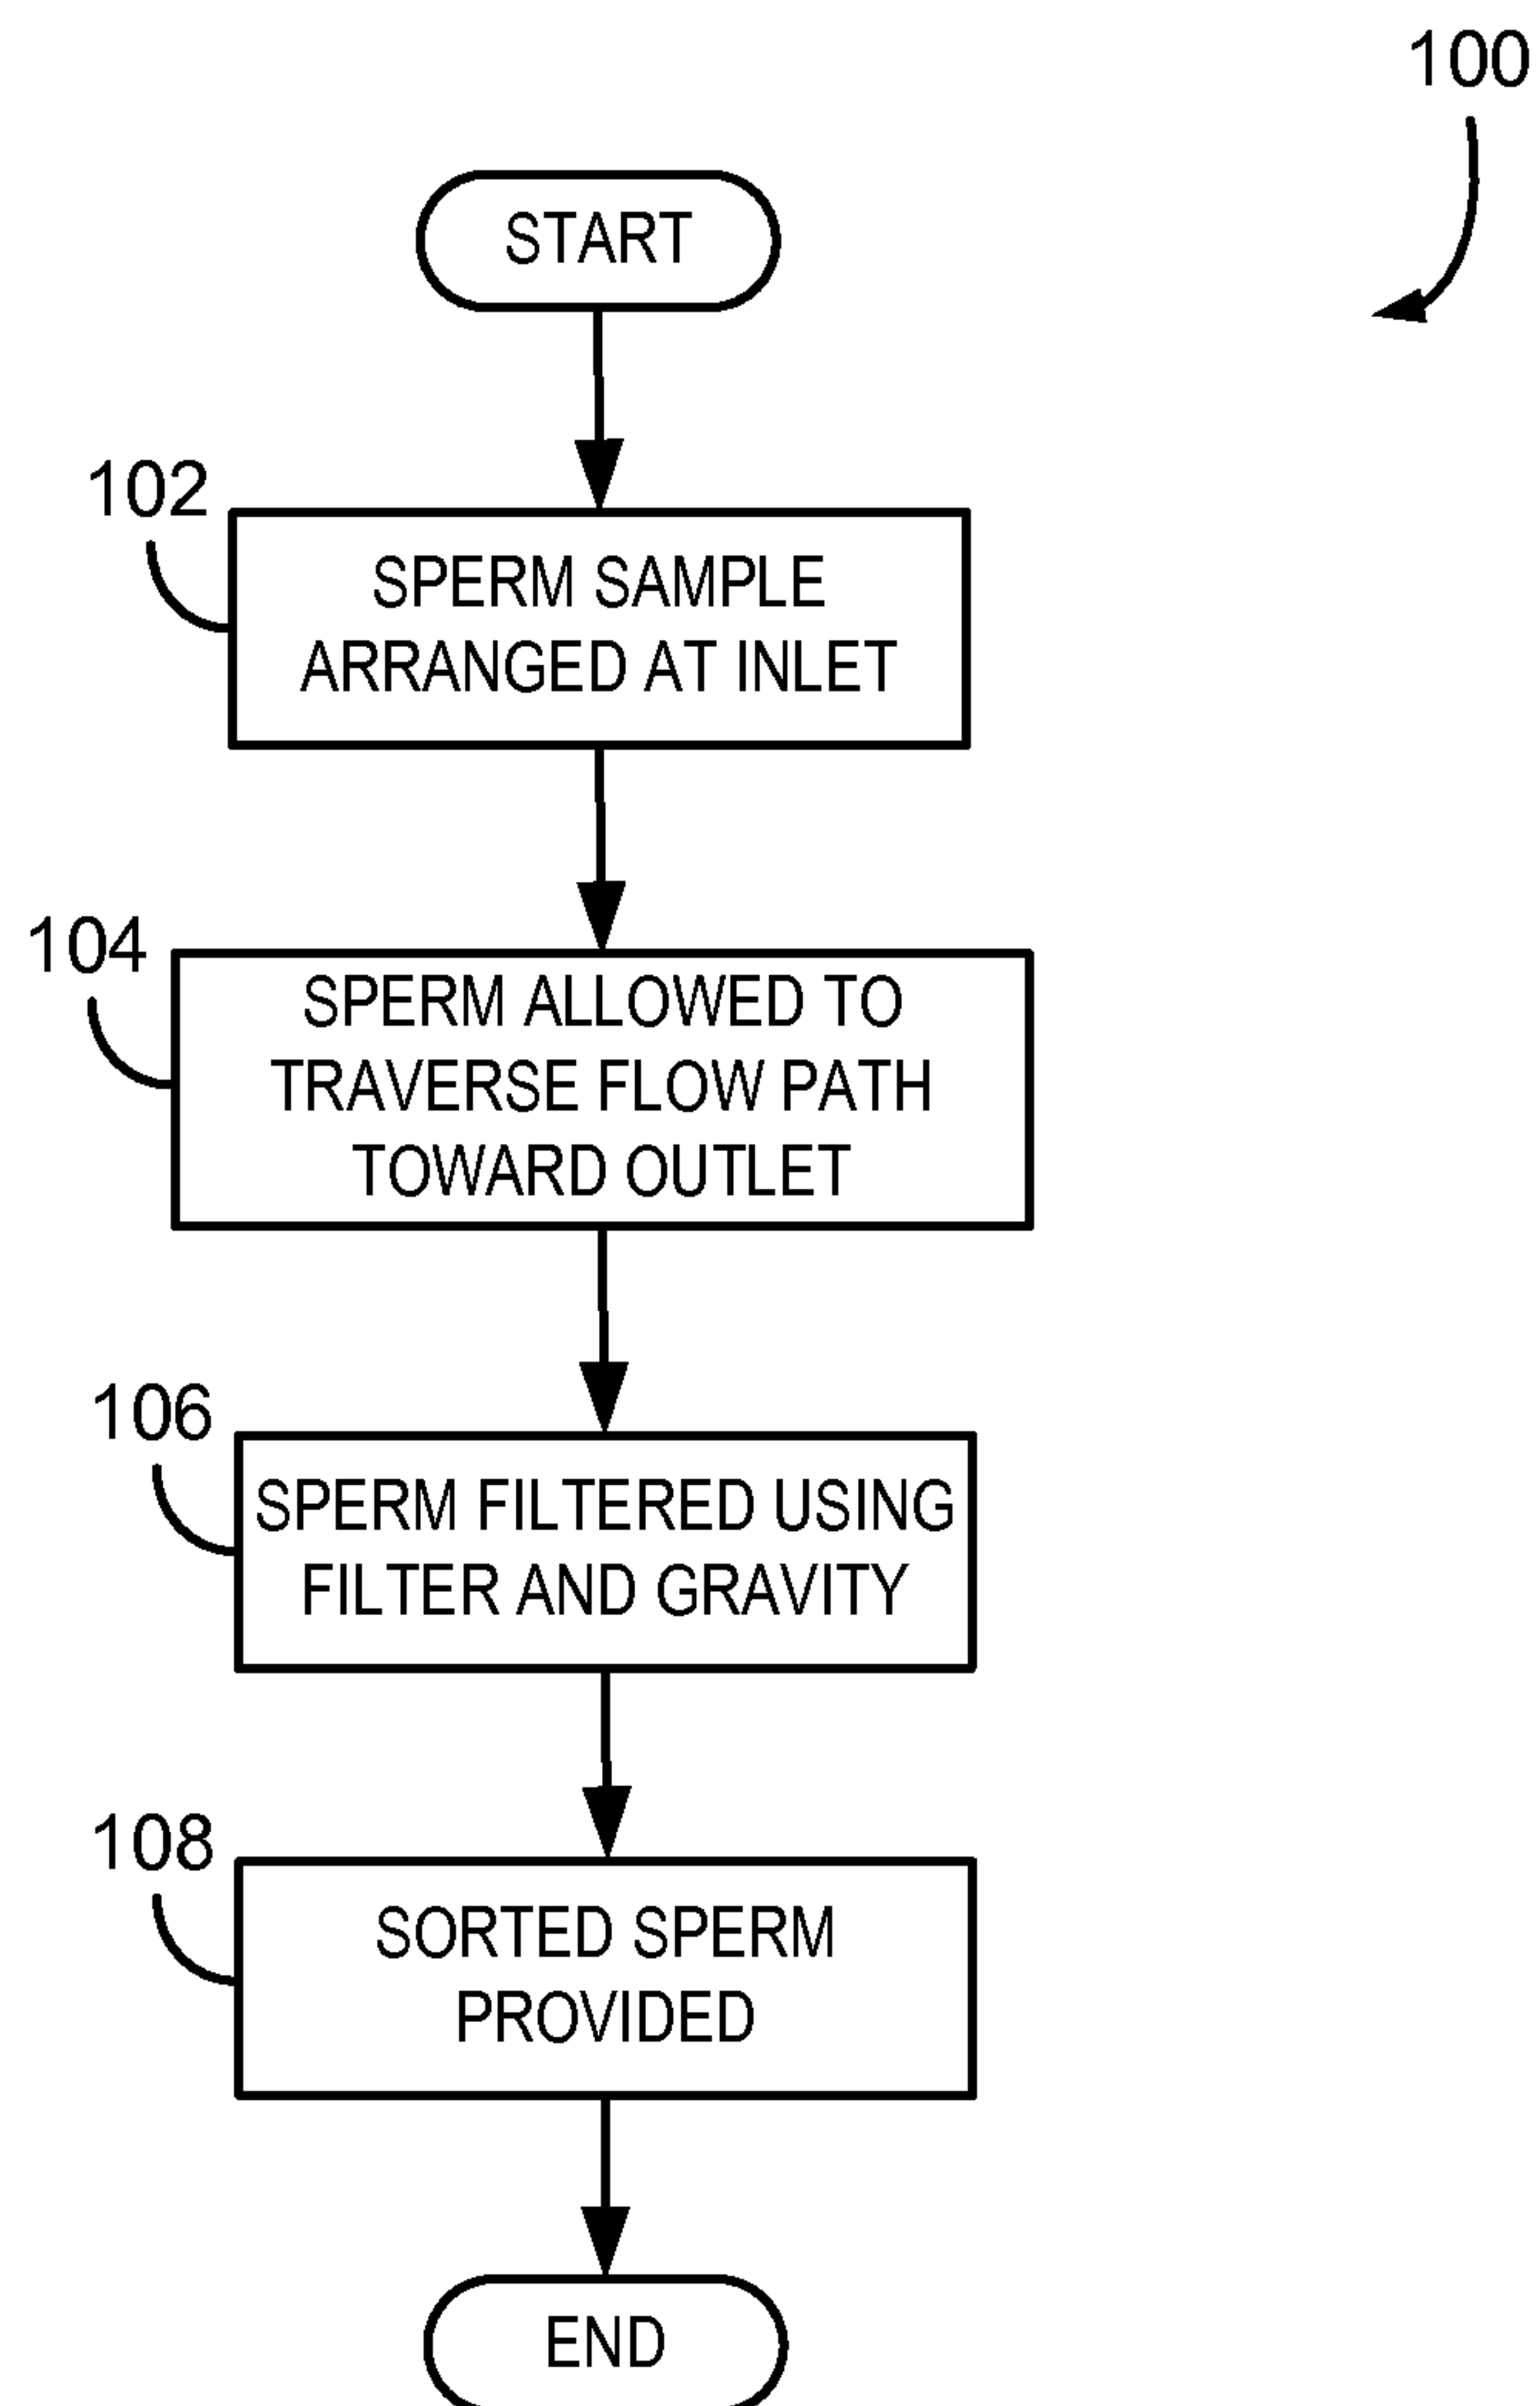 100
START
102
SPERM SAMPLE
ARRANGED AT INLET
104
SPERM ALLOWED TO
TRAVERSE FLOW PATH
TOWARD OUTLET
106
SPERM FILTERED USING
FILTER AND GRAVITY
108
SORTED SPERM
PROVIDED
END